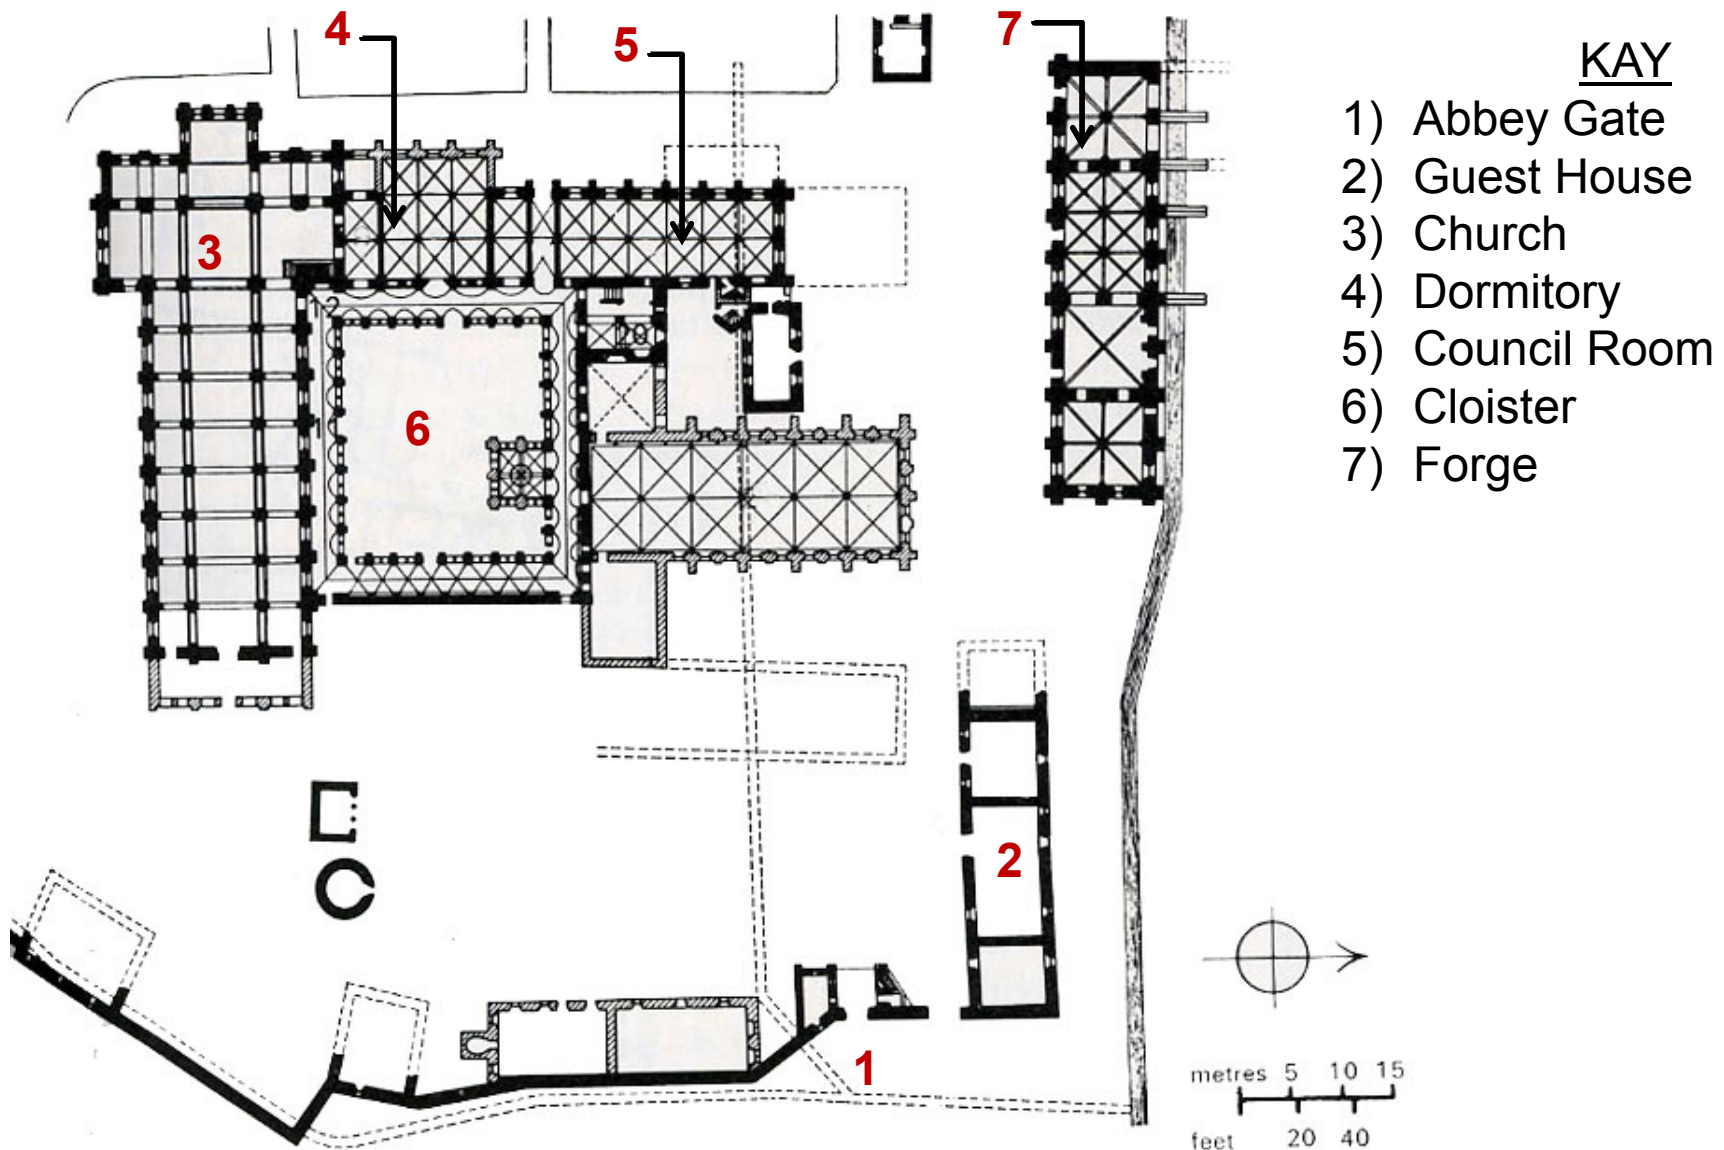 4
5
7
KAY
1) Abbey Gate
2) Guest House
3) Church
4) Dormitory
5) Council Room
6) Cloister
7) Forge
3
6
2
1
metres 5 10 15
feet 20 40